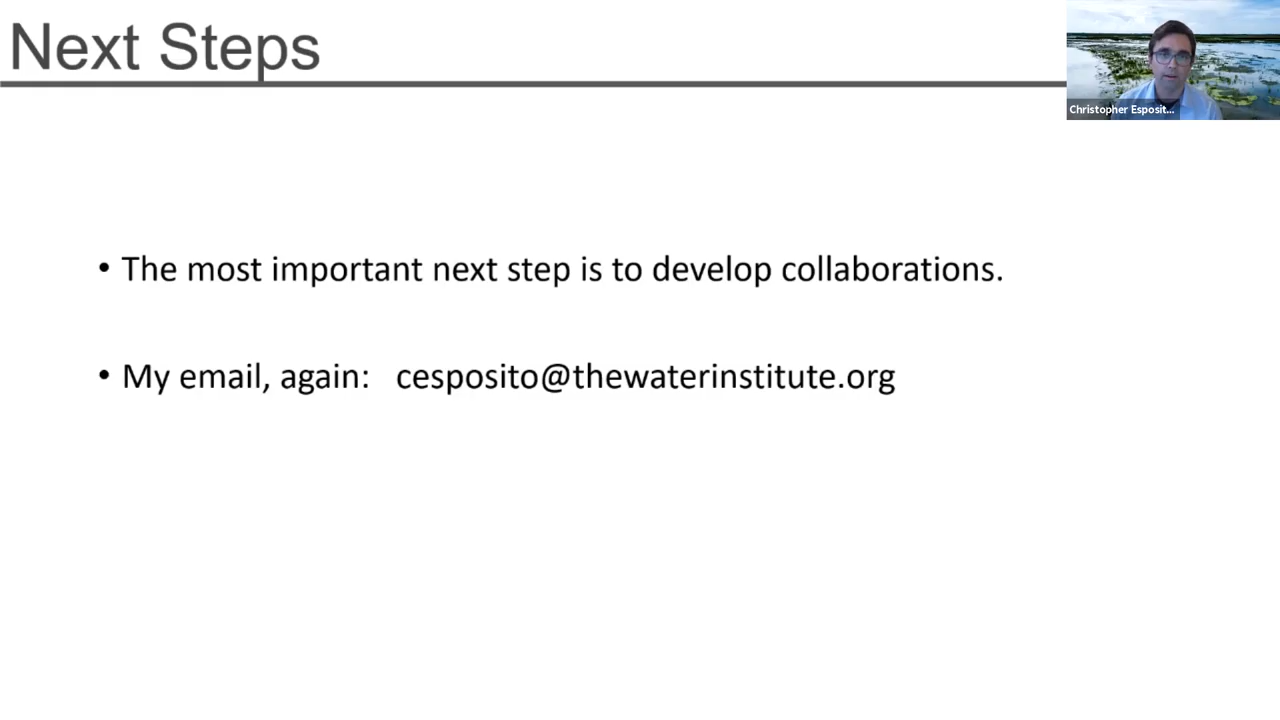 Next Steps
Christopher Esposit...
• The most important next step is to develop collaborations.
• My email, again: cesposito@thewaterinstitute.org